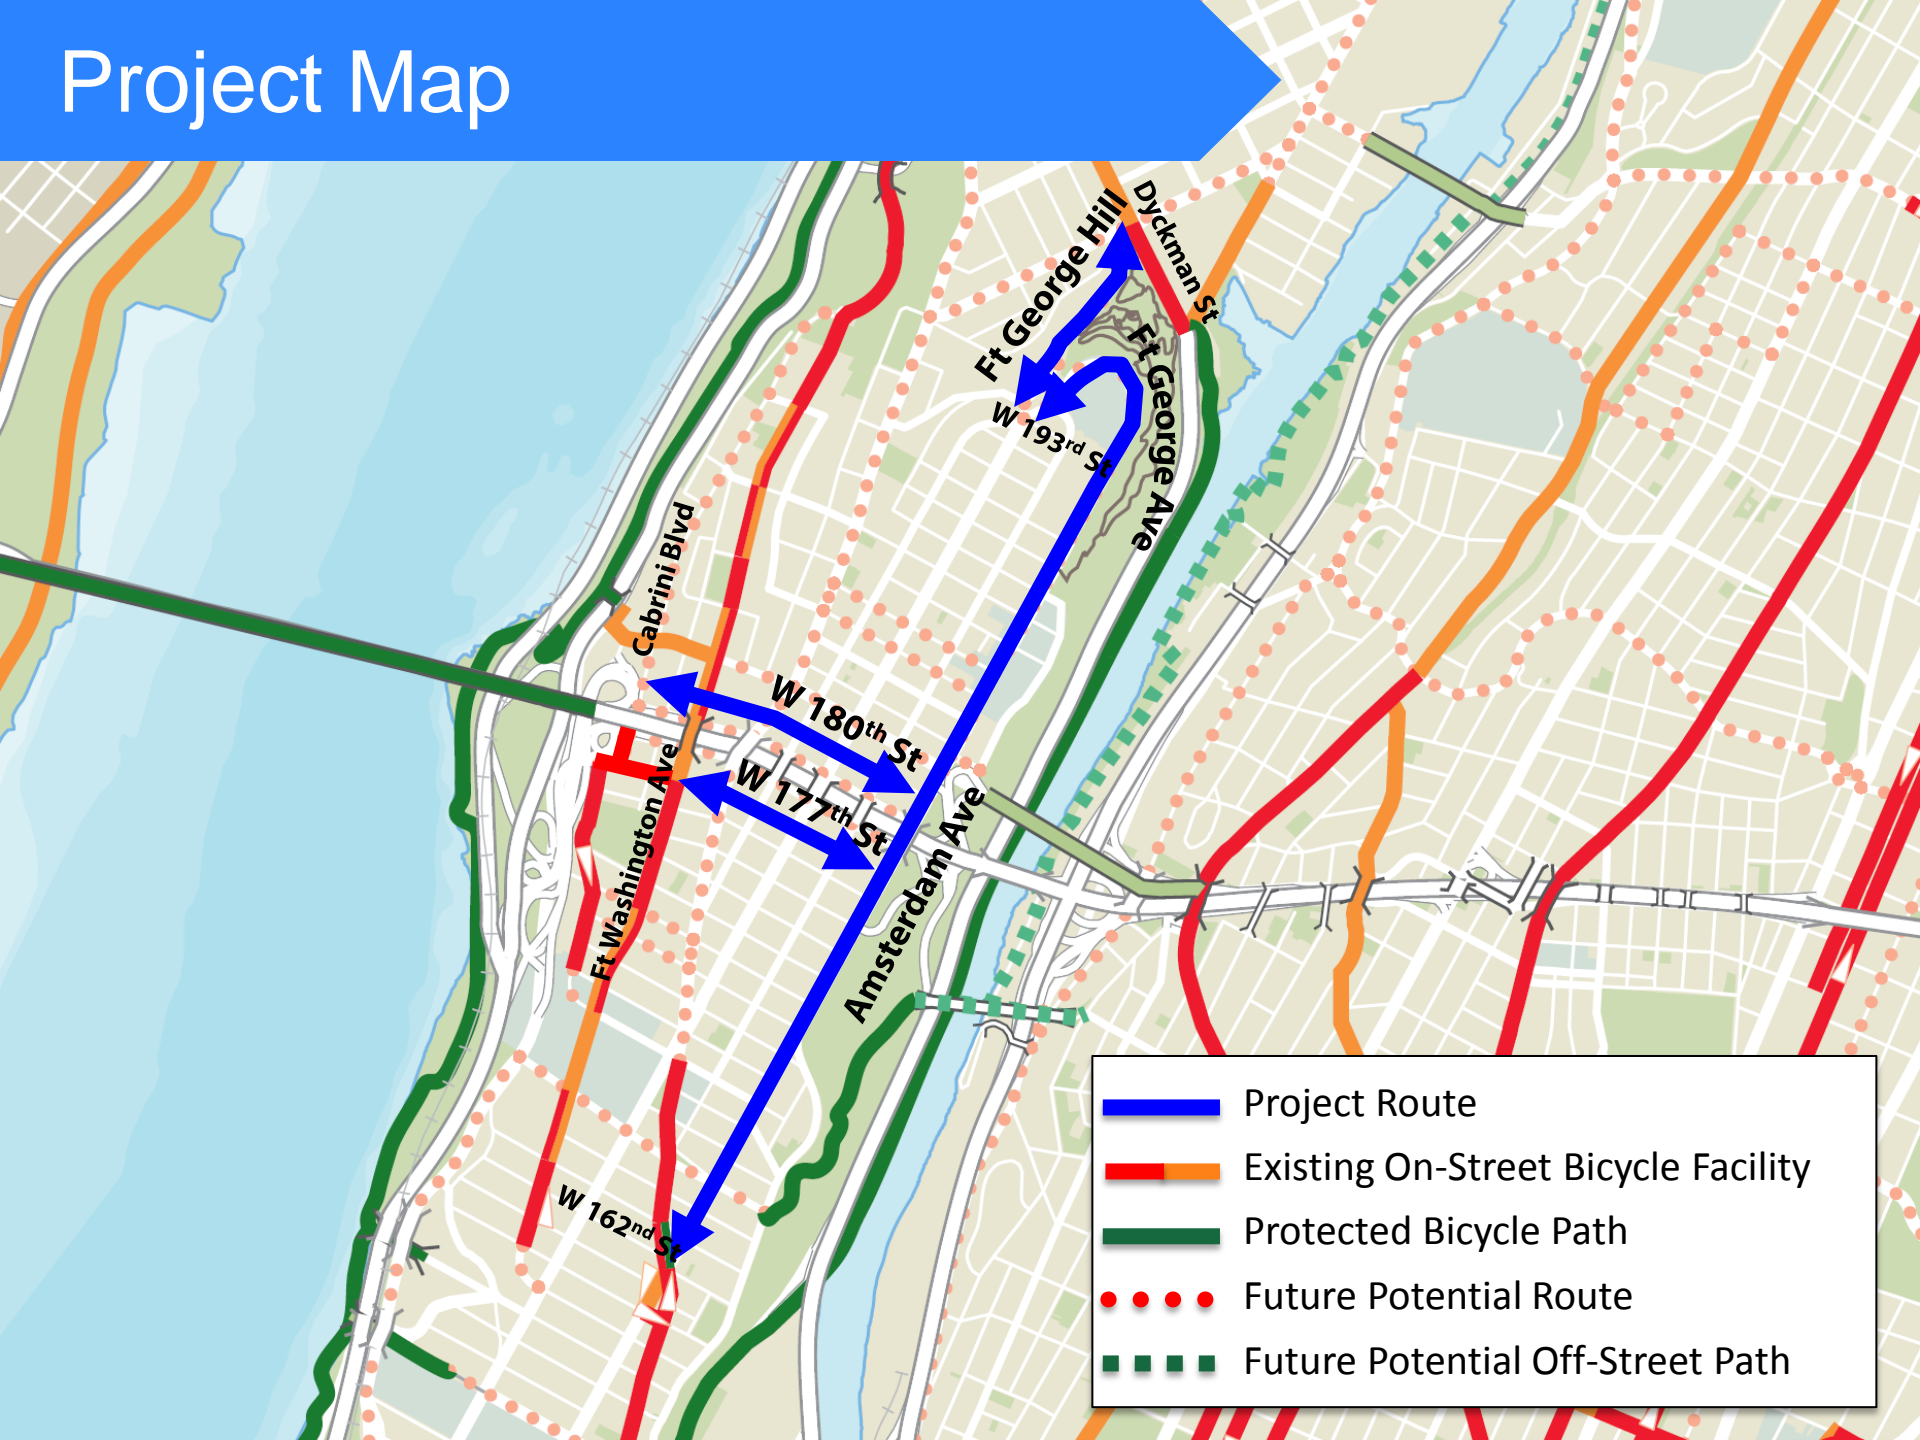 Project Map
Ft George Hill
Dyckman St
Ft George Ave
W 193rd St
Cabrini Blvd
W 180th St
W 177th St
Ft Washington Ave
Amsterdam Ave
W 162nd St
Project Route
Existing On-Street Bicycle Facility
Protected Bicycle Path
Future Potential Route
Future Potential Off-Street Path